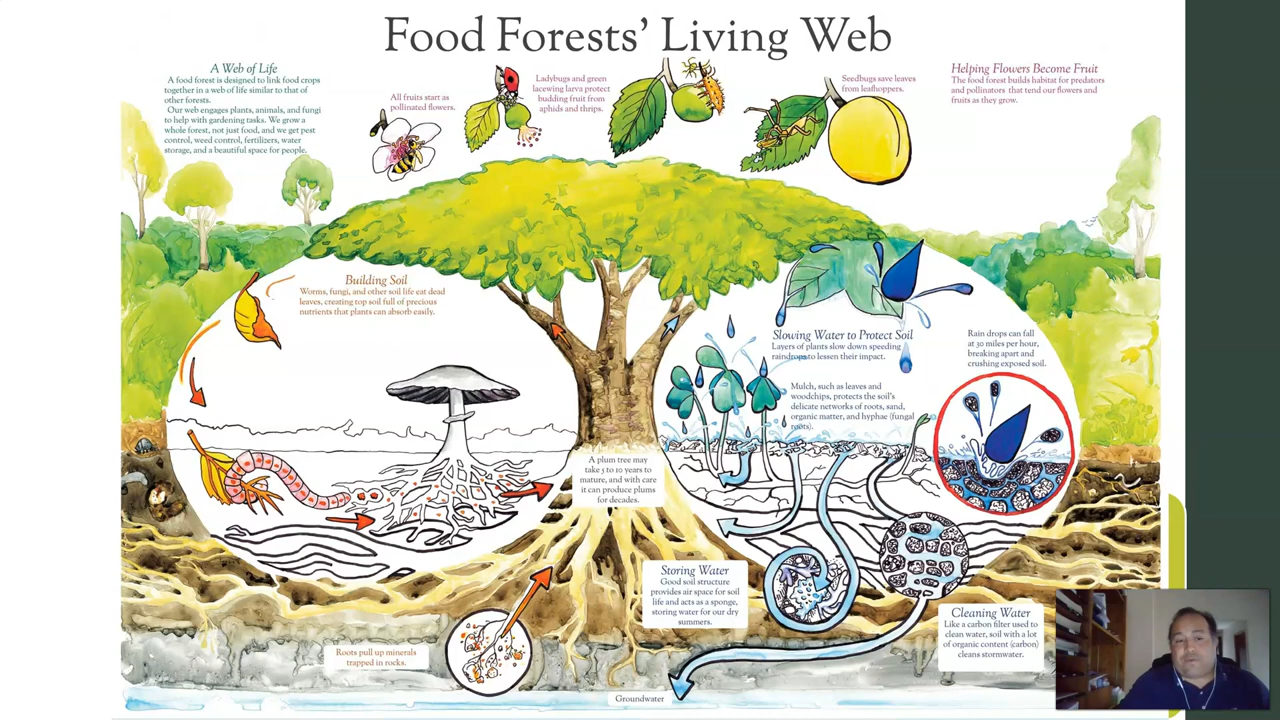 Food Forests' Living Web
A Web of Life
A food forest is designed to link food crops
together in a web of life similar to that of
other forests.
Our web engages plants, animals, and fungi
to help with gardening tasks. We grow a
whole forest, not just food, and we get pest
control, weed control, fertilizers, water
storage, and a beautiful space for people.
All fruits start as
pollinated flowers.
Ladybugs and green
lacewing larva protect
budding fruit from
aphids and thrips.
Seedbugs save leaves
from leafhoppers.
Helping Flowers Become Fruit
The food forest builds habitat for predators
and pollinators that tend our flowers and
fruits as they grow.
Building Soil
Worms, fungi, and other soil life eat dead
leaves, creating top soil full of precious
nutrients that plants can absorb easily.
Slowing Water to Protect Soil
Layers of plants slow down speeding
raindrops to lessen their impact.
Rain drops can fall
at 30 miles per hour,
breaking apart and
crushing exposed soil.
Mulch, such as leaves and
woodchips, protects the soil's
delicate networks of roots, sand,
organic matter, and hyphae (fungal
roots).
A plum tree may
take 5 to 10 years to
mature, and with care
it can produce plums
for decades.
Storing Water
Good soil structure
provides air space for soil
life and acts as a sponge,
storing water for our dry
summers.
Cleaning Water
Like a carbon filter used to
clean water, soil with a lot
of organic content (carbon)
cleans stormwater.
Roots pull up minerals
trapped in rocks.
Groundwater